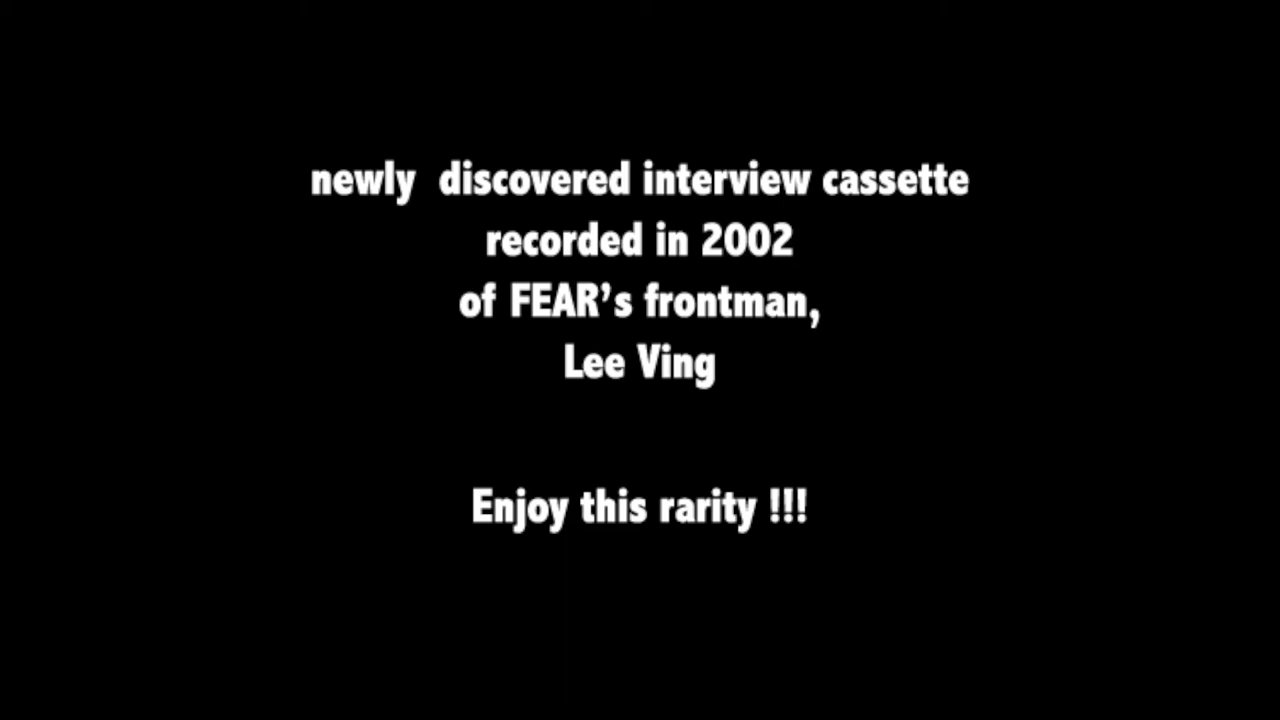 newly  discovered interview cassette
recorded in 2002
of FEAR’s frontman,
Lee Ving
Enjoy this rarity !!!